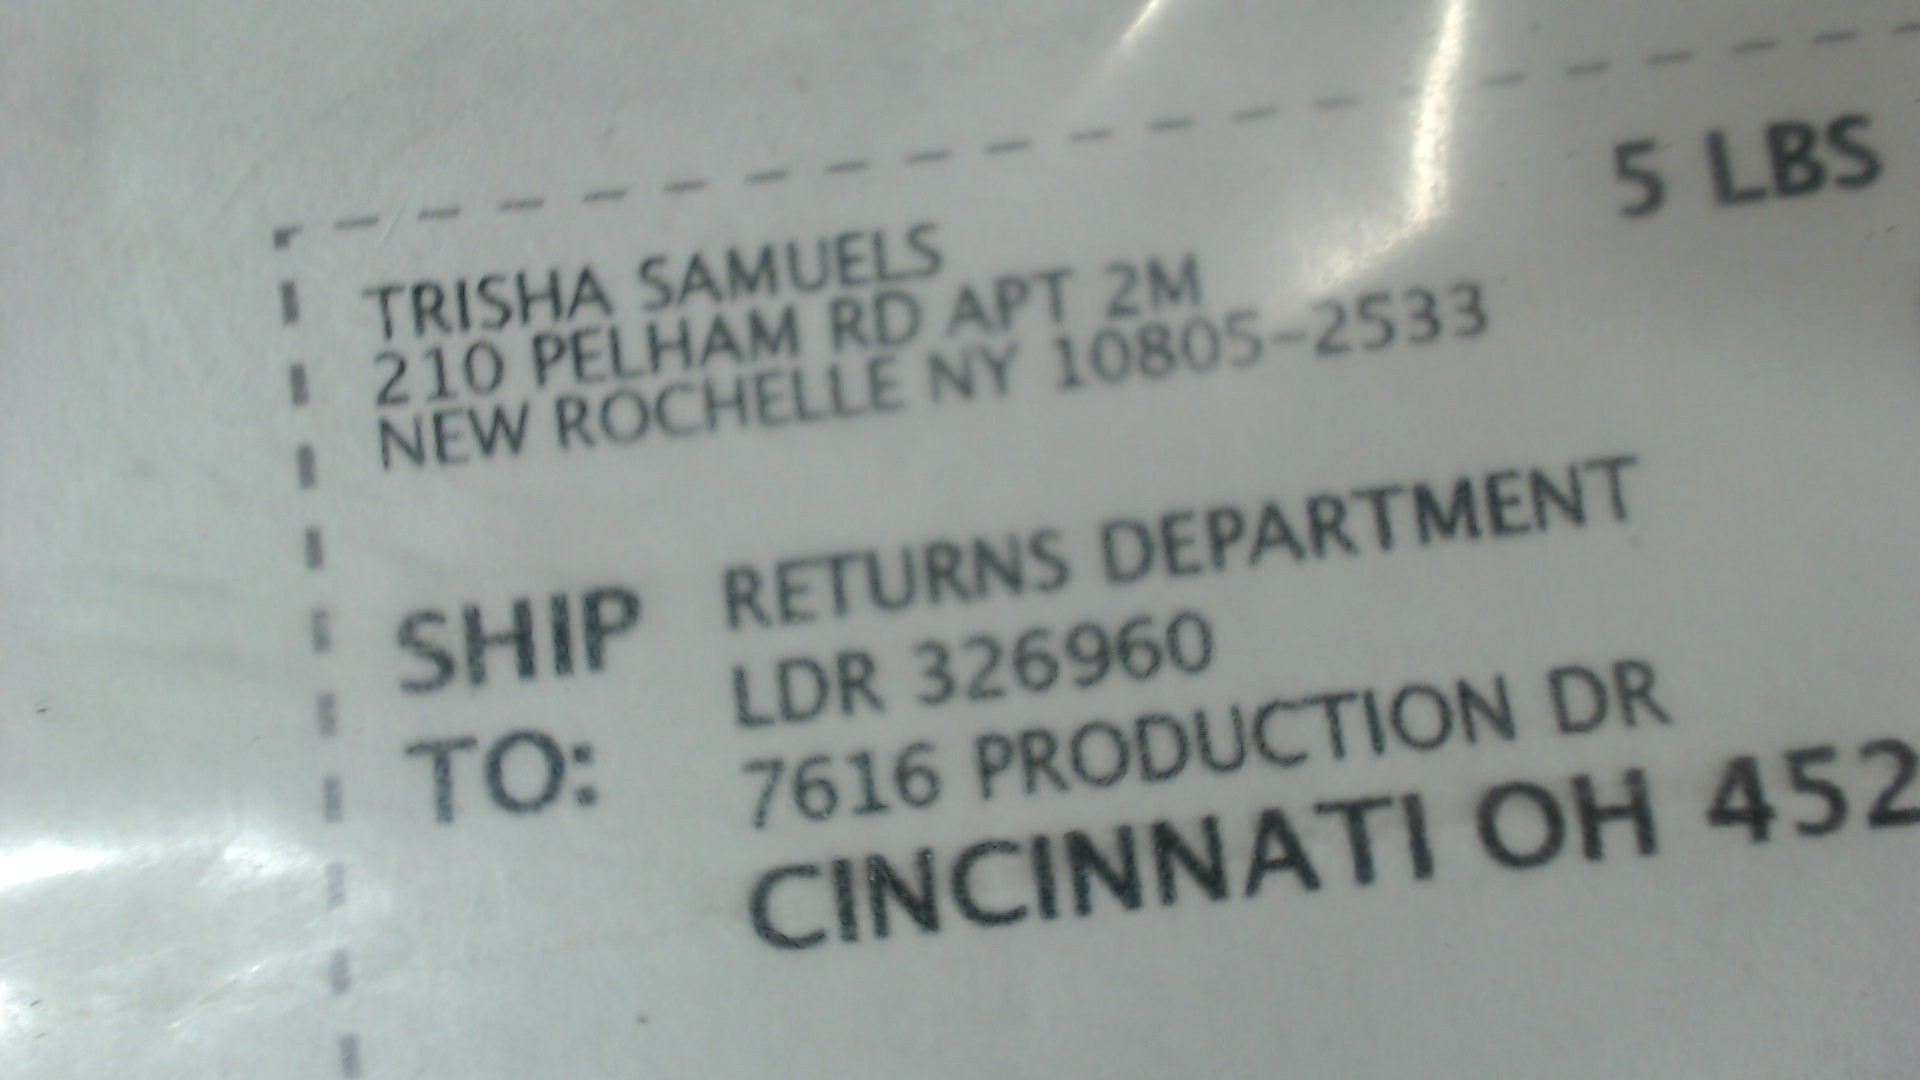 5 LBS
TRISHA SAMUELS
210 PELHAM RD APT 2M
NEW ROCHELLE NY 10805-2533
SHIP TO:
RETURNS DEPARTMENT
LDR 326960
7616 PRODUCTION DR
CINCINNATI OH 452